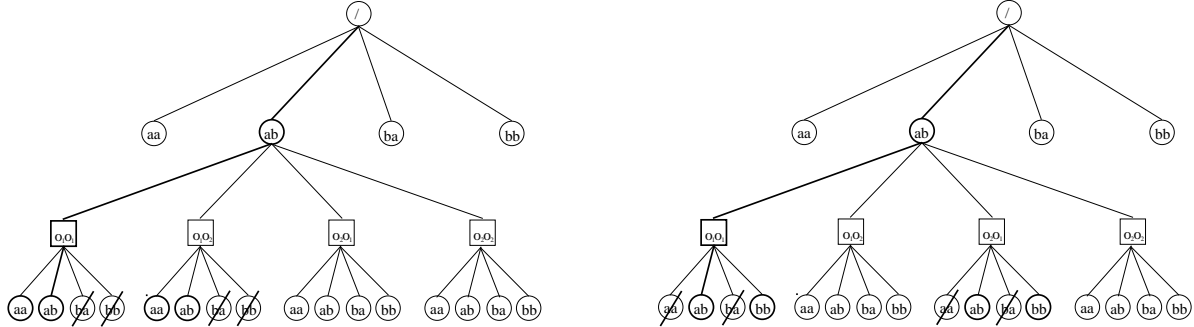 / /
aa ab ba bb aa ab ba bb
o₁o₁ o₁o₂ o₂o₁ o₂o₂ o₁o₁ o₁o₂ o₂o₁ o₂o₂
aa ab ba bb aa ab ba bb aa ab ba bb aa ab ba bb aa ab ba bb aa ab ba bb aa ab ba bb aa ab ba bb